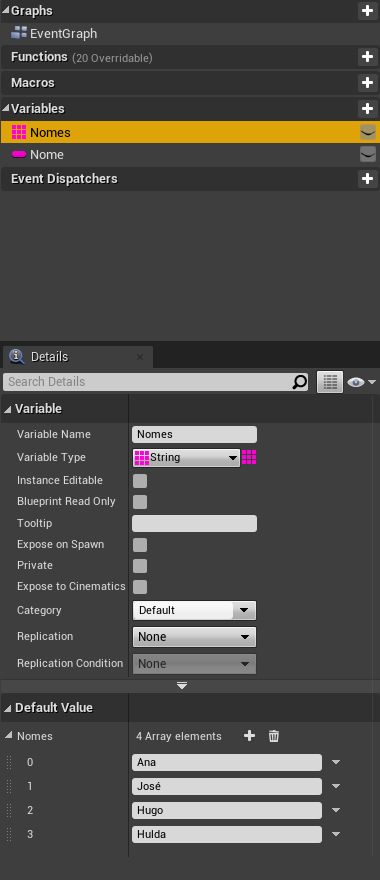 Graphs
EventGraph
Functions (20 Overridable)
Macros
Variables
Nomes
Nome
Event Dispatchers
Details
Search Details
Variable
Variable Name Nomes
Variable Type String
Instance Editable
Blueprint Read Only
Tooltip
Expose on Spawn
Private
Expose to Cinematics
Category Default
Replication None
Replication Condition None
Default Value
Nomes 4 Array elements
0 Ana
1 José
2 Hugo
3 Hulda